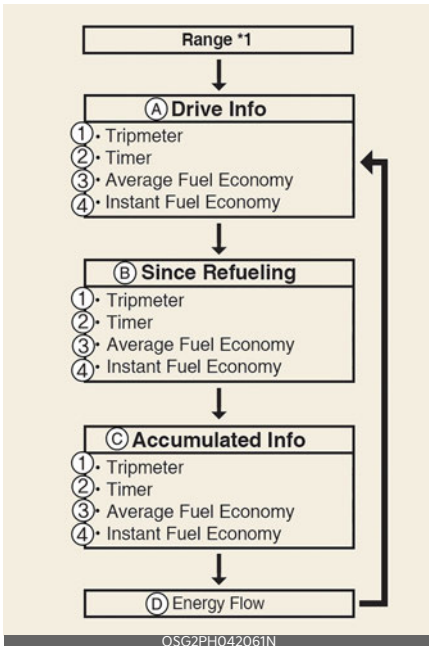 Range *1
Ⓐ Drive Info
① • Tripmeter
② • Timer
③ • Average Fuel Economy
④ • Instant Fuel Economy
Ⓑ Since Refueling
① • Tripmeter
② • Timer
③ • Average Fuel Economy
④ • Instant Fuel Economy
Ⓒ Accumulated Info
① • Tripmeter
② • Timer
③ • Average Fuel Economy
④ • Instant Fuel Economy
Ⓓ Energy Flow
OSG2PH042061N